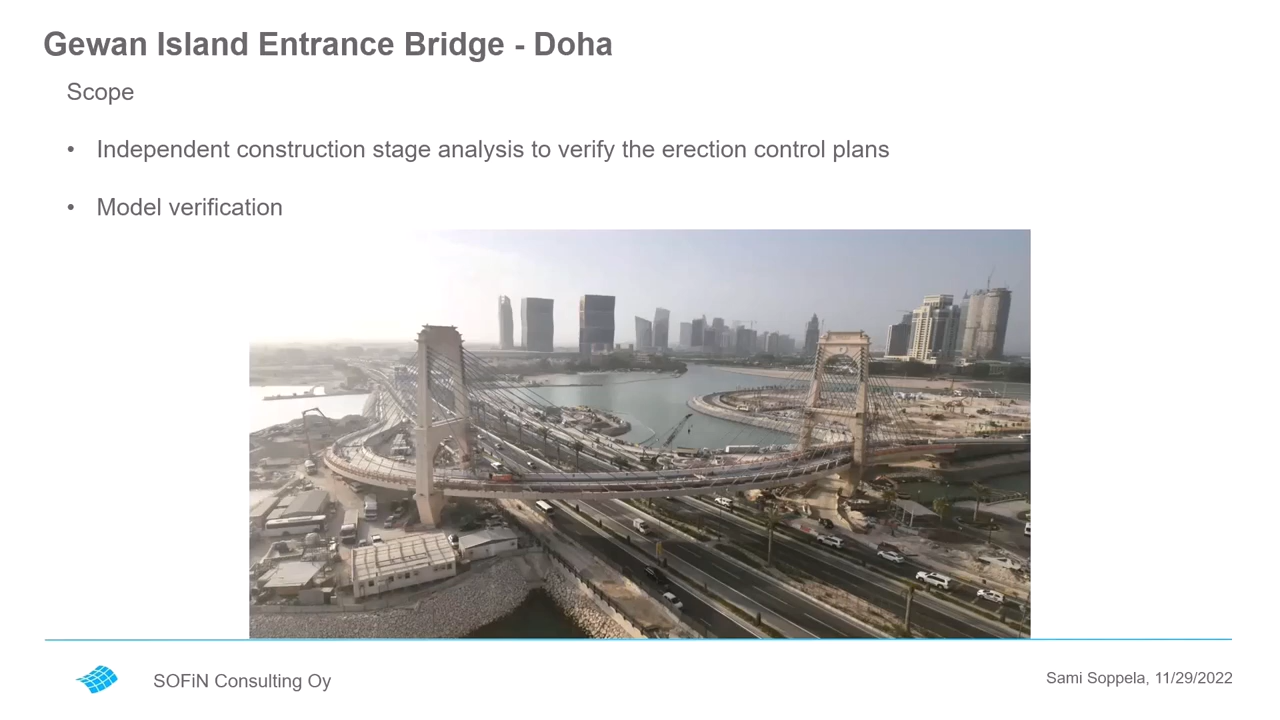 Gewan Island Entrance Bridge - Doha
Scope
• Independent construction stage analysis to verify the erection control plans
• Model verification
SOFiN Consulting Oy
Sami Soppela, 11/29/2022